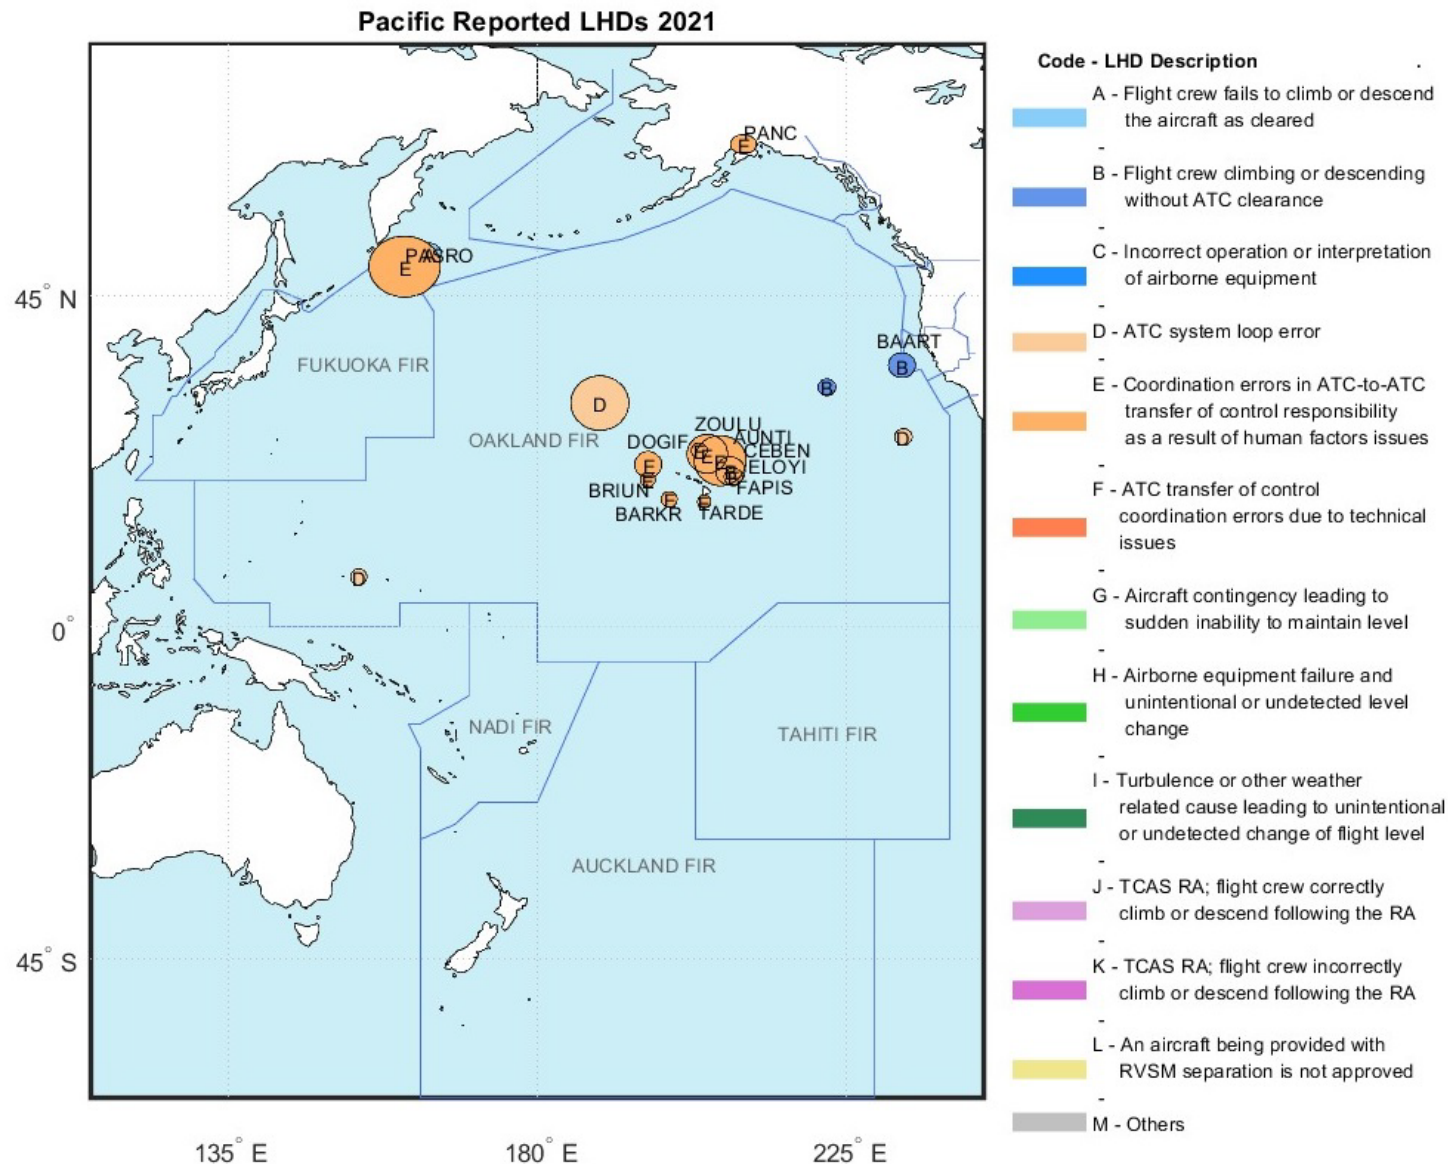 Pacific Reported LHDs 2021
PANC
E
PASRO
A
E
45° N
FUKUOKA FIR
BAART
B
B
D
OAKLAND FIR
ZOULU
DOGIF
AUNTI
CEBEN
ELOYI
D
E
E
E
E
E
E
FAPIS
BRIUN
E
BARKR
E
TARDE
D
0°
NADI FIR
TAHITI FIR
AUCKLAND FIR
45° S
135° E
180° E
225° E
Code - LHD Description
.
A - Flight crew fails to climb or descend
the aircraft as cleared
-
B - Flight crew climbing or descending
without ATC clearance
-
C - Incorrect operation or interpretation
of airborne equipment
-
D - ATC system loop error
-
E - Coordination errors in ATC-to-ATC
transfer of control responsibility
as a result of human factors issues
-
F - ATC transfer of control
coordination errors due to technical
issues
-
G - Aircraft contingency leading to
sudden inability to maintain level
-
H - Airborne equipment failure and
unintentional or undetected level
change
-
I - Turbulence or other weather
related cause leading to unintentional
or undetected change of flight level
-
J - TCAS RA; flight crew correctly
climb or descend following the RA
-
K - TCAS RA; flight crew incorrectly
climb or descend following the RA
-
L - An aircraft being provided with
RVSM separation is not approved
-
M - Others